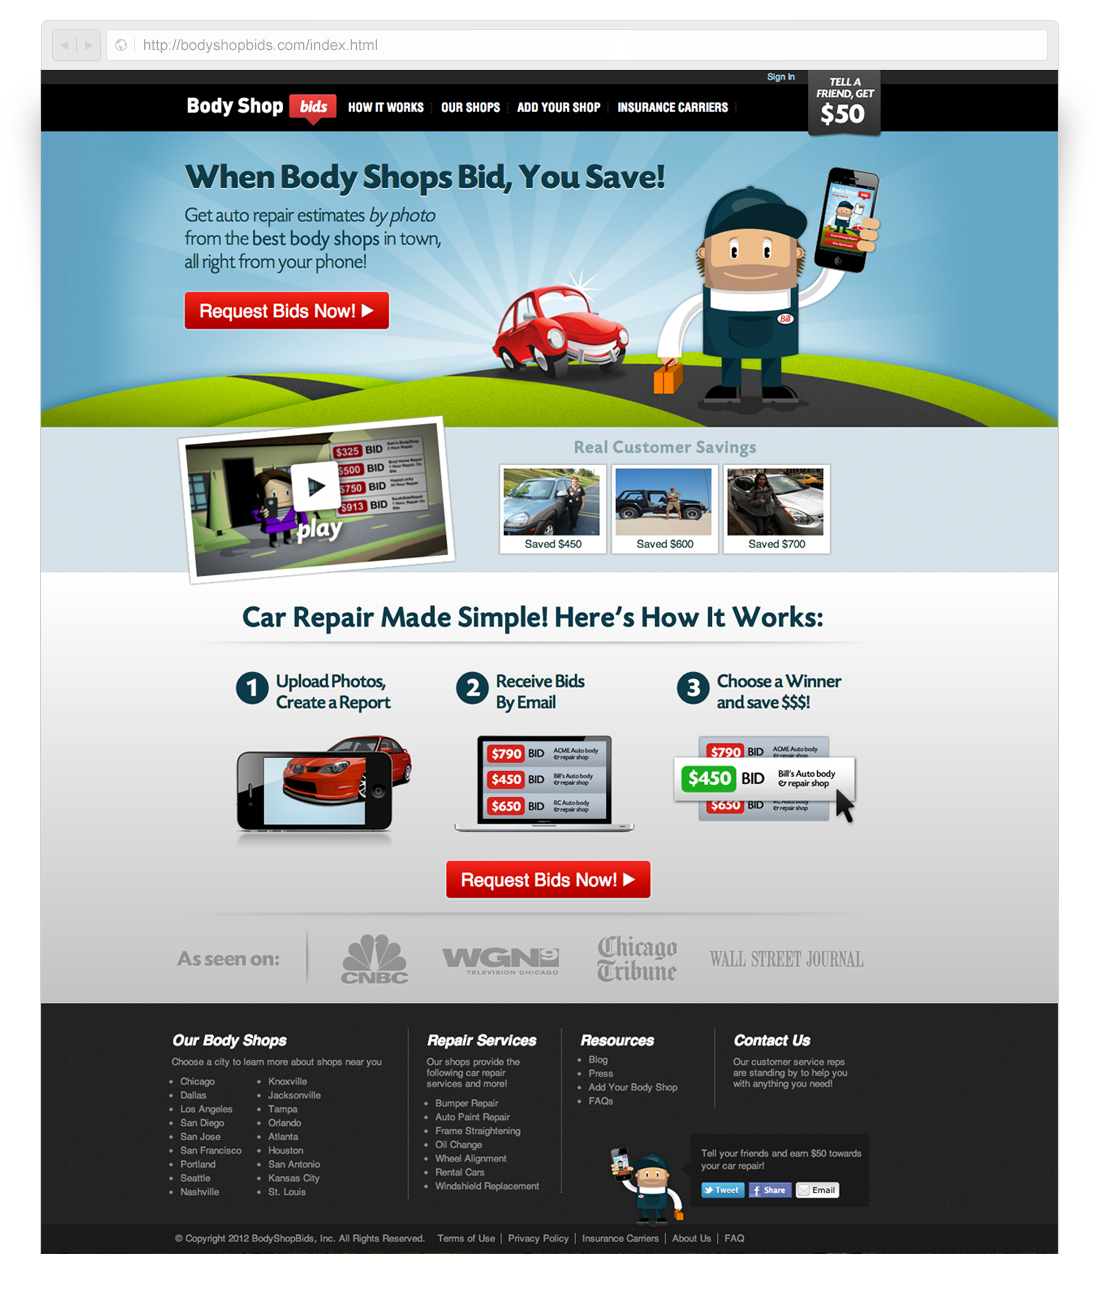 http://bodyshopbids.com/index.html
Sign In
TELL A
FRIEND, GET
$50
Body Shop bids
HOW IT WORKS
OUR SHOPS
ADD YOUR SHOP
INSURANCE CARRIERS
When Body Shops Bid, You Save!
Get auto repair estimates by photo
from the best body shops in town,
all right from your phone!
Request Bids Now!
Body Shop bids
Bill
$325 BID
$500 BID
$750 BID
$913 BID
play
Real Customer Savings
Saved $450
Saved $600
Saved $700
Car Repair Made Simple! Here's How It Works:
1 Upload Photos,
Create a Report
2 Receive Bids
By Email
3 Choose a Winner
and save $$$!
$790 BID ACME Auto body
& repair shop
$450 BID Bill's Auto body
& repair shop
$650 BID RC Auto body
& repair shop
$790 BID ACME Auto body
& repair shop
$450 BID Bill's Auto body
& repair shop
$650 BID RC Auto body
& repair shop
Request Bids Now!
As seen on:
CNBC
WGN 9
TELEVISION CHICAGO
Chicago
Tribune
WALL STREET JOURNAL
Our Body Shops
Choose a city to learn more about shops near you
Chicago
Dallas
Los Angeles
San Diego
San Jose
San Francisco
Portland
Seattle
Nashville
Knoxville
Jacksonville
Tampa
Orlando
Atlanta
Houston
San Antonio
Kansas City
St. Louis
Repair Services
Our shops provide the
following car repair
services and more!
Bumper Repair
Auto Paint Repair
Frame Straightening
Oil Change
Wheel Alignment
Rental Cars
Windshield Replacement
Resources
Blog
Press
Add Your Body Shop
FAQs
Contact Us
Our customer service reps
are standing by to help you
with anything you need!
Tell your friends and earn $50 towards
your car repair!
Tweet
Share
Email
© Copyright 2012 BodyShopBids, Inc. All Rights Reserved.
Terms of Use | Privacy Policy | Insurance Carriers | About Us | FAQ